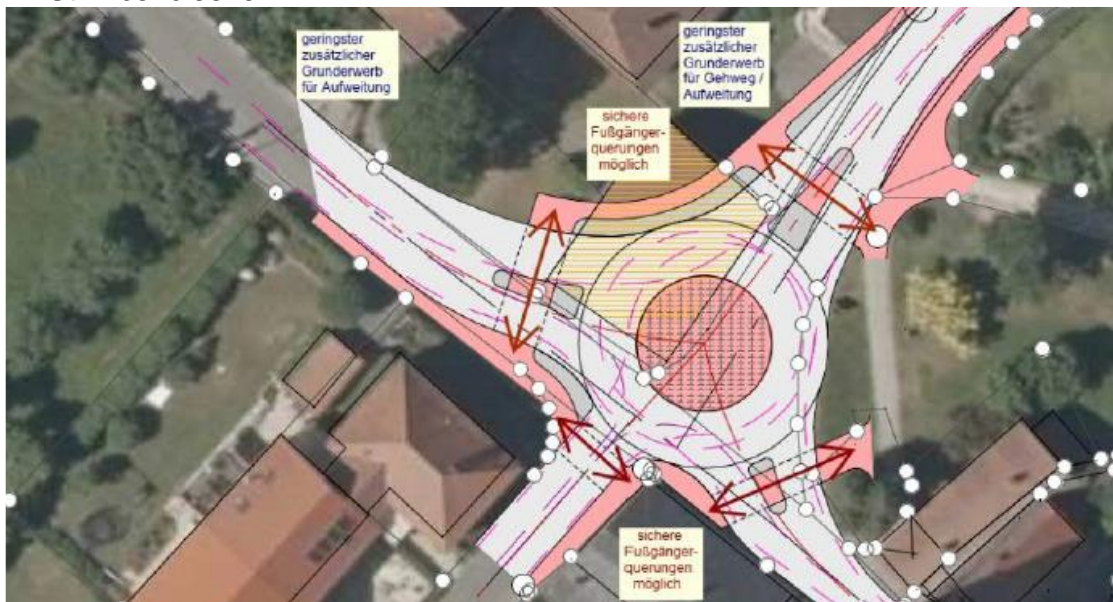 geringster
zusätzlicher
Grunderwerb
für Aufweitung
geringster
zusätzlicher
Grunderwerb
für Gehweg /
Aufweitung
sichere
Fußgänger-
querungen
möglich
sichere
Fußgänger-
querungen
möglich